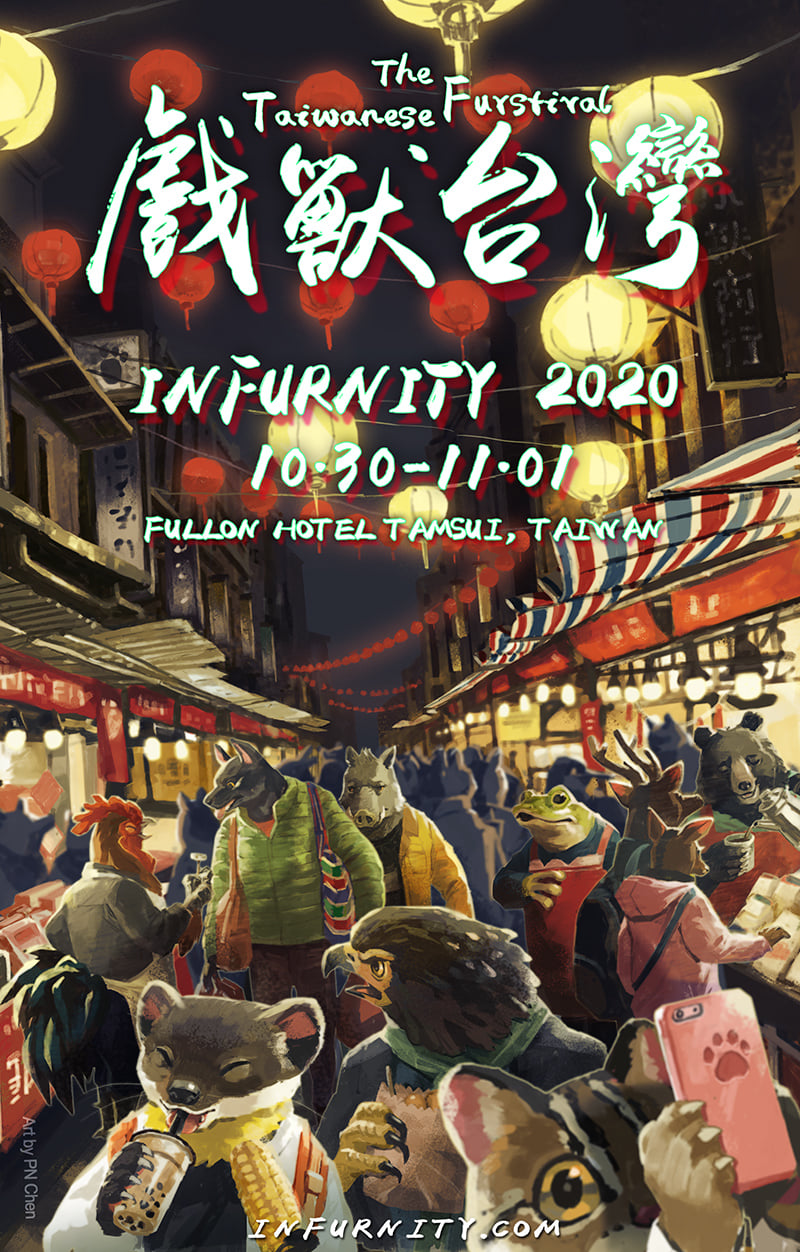 The
Taiwanese Furstival
戲獸台灣
INFURNITY 2020
10·30-11·01
FULLON HOTEL TAMSUI, TAIWAN
Art by PN Chen
INFURNITY.COM